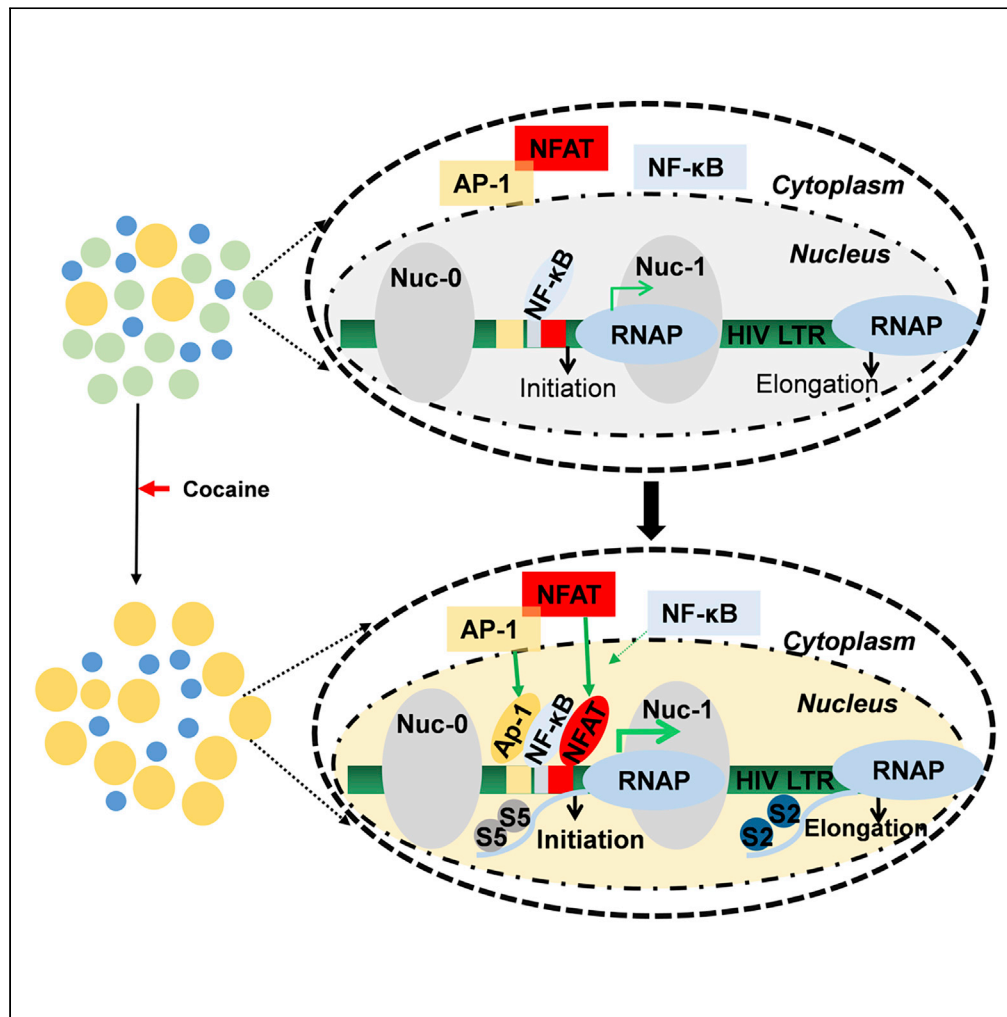 NFAT
AP-1
NF-κB
Cytoplasm
Nucleus
Nuc-0
NF-κB
Nuc-1
RNAP
HIV LTR
RNAP
Initiation
Elongation
Cocaine
NFAT
AP-1
NF-κB
Cytoplasm
Nucleus
Nuc-0
Ap-1
NF-κB
NFAT
Nuc-1
RNAP
HIV LTR
RNAP
S5
S5
Initiation
S2
S2
Elongation